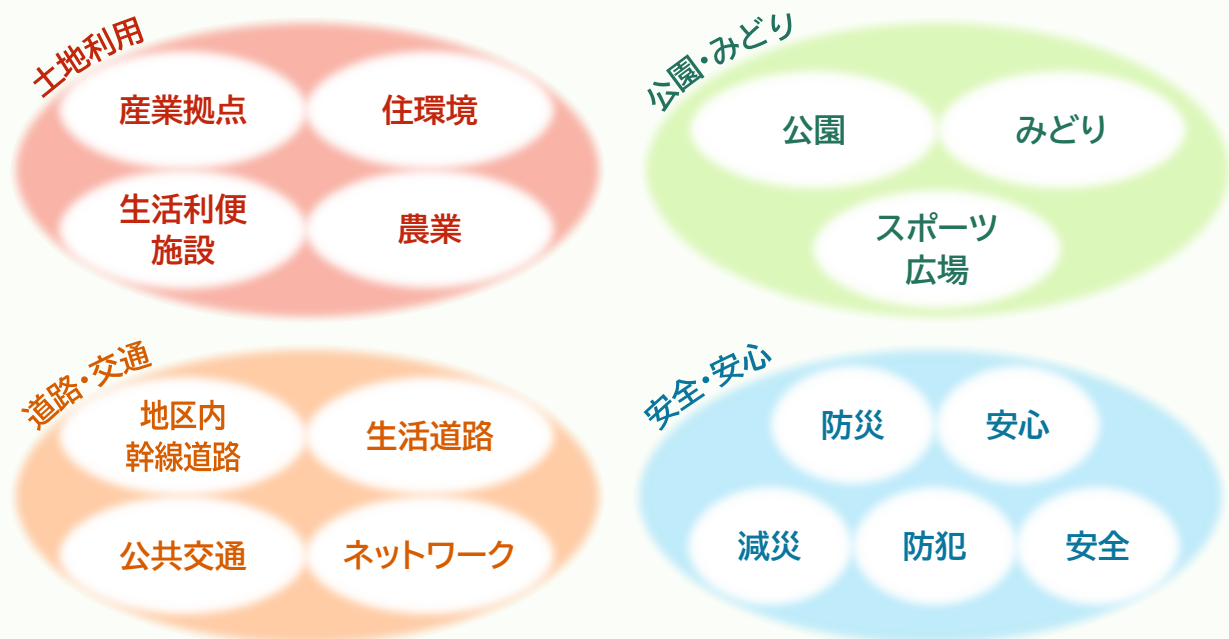 土地利用
産業拠点
住環境
生活利便
施設
農業
公園・みどり
公園
みどり
スポーツ
広場
道路・交通
地区内
幹線道路
生活道路
公共交通
ネットワーク
安全・安心
防災
安心
減災
防犯
安全